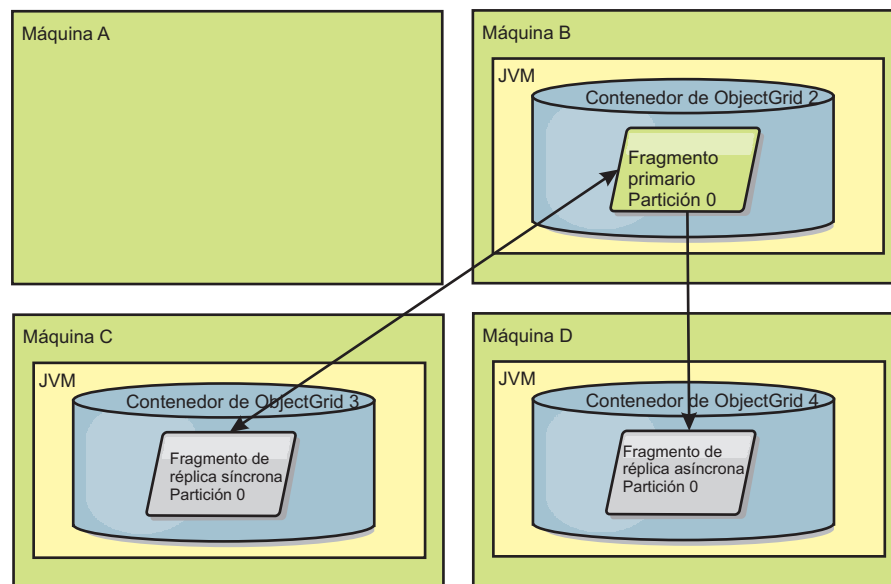 Máquina A
Máquina B
JVM
Contenedor de ObjectGrid 2
Fragmento
primario
Partición 0
Máquina C
JVM
Contenedor de ObjectGrid 3
Fragmento de
réplica síncrona
Partición 0
Máquina D
JVM
Contenedor de ObjectGrid 4
Fragmento de
réplica asíncrona
Partición 0